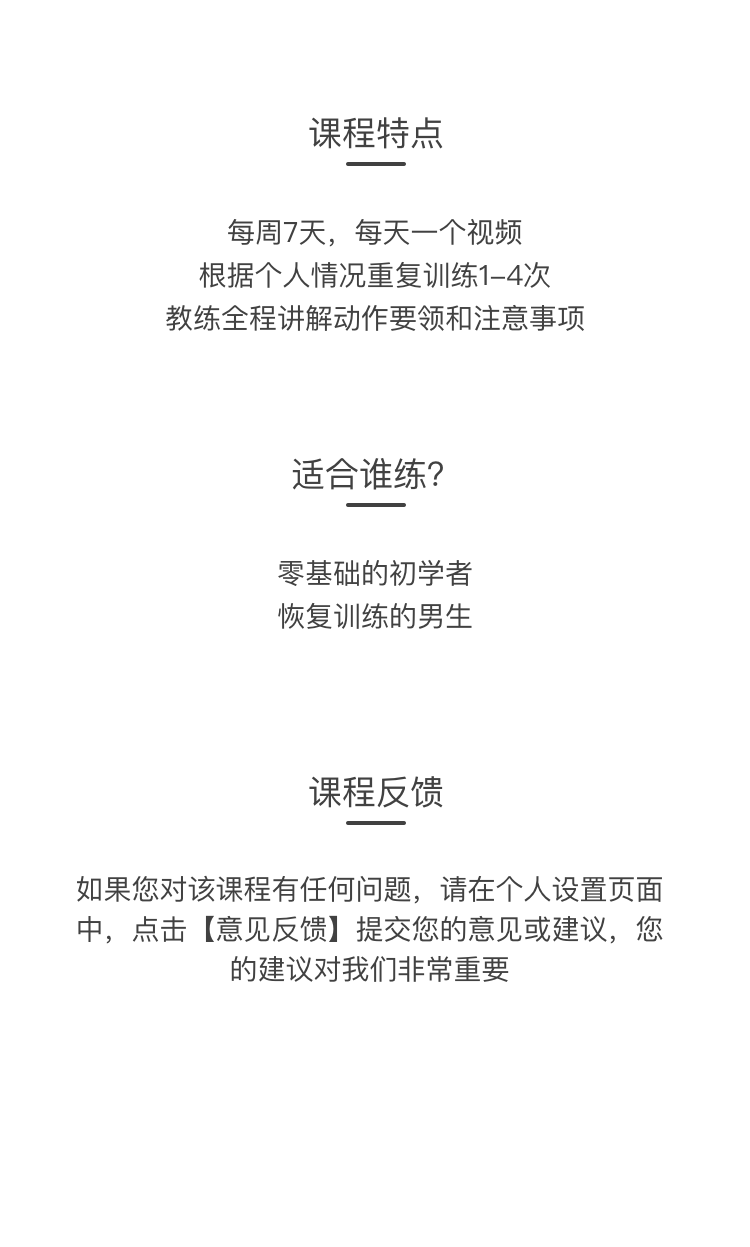 课程特点
每周7天，每天一个视频
根据个人情况重复训练1–4次
教练全程讲解动作要领和注意事项
适合谁练？
零基础的初学者
恢复训练的男生
课程反馈
如果您对该课程有任何问题，请在个人设置页面
中，点击【意见反馈】提交您的意见或建议，您
的建议对我们非常重要